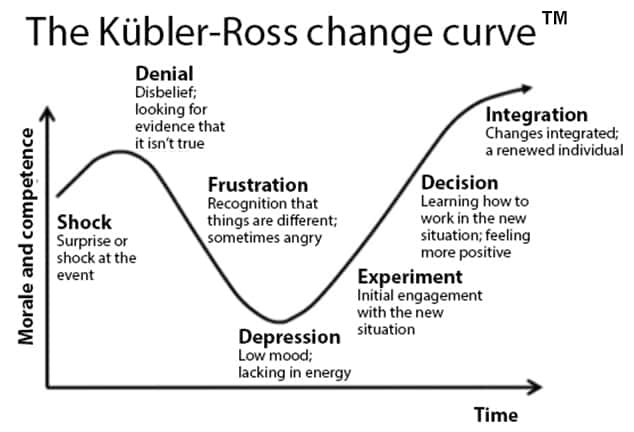 The Kübler-Ross change curve™
Denial
Disbelief;
looking for
evidence that
it isn't true
Integration
Changes integrated;
a renewed individual
Frustration
Recognition that
things are different;
sometimes angry
Decision
Learning how to
work in the new
situation; feeling
more positive
Shock
Surprise or
shock at the
event
Experiment
Initial engagement
with the new
situation
Depression
Low mood;
lacking in energy
Morale and competence
Time